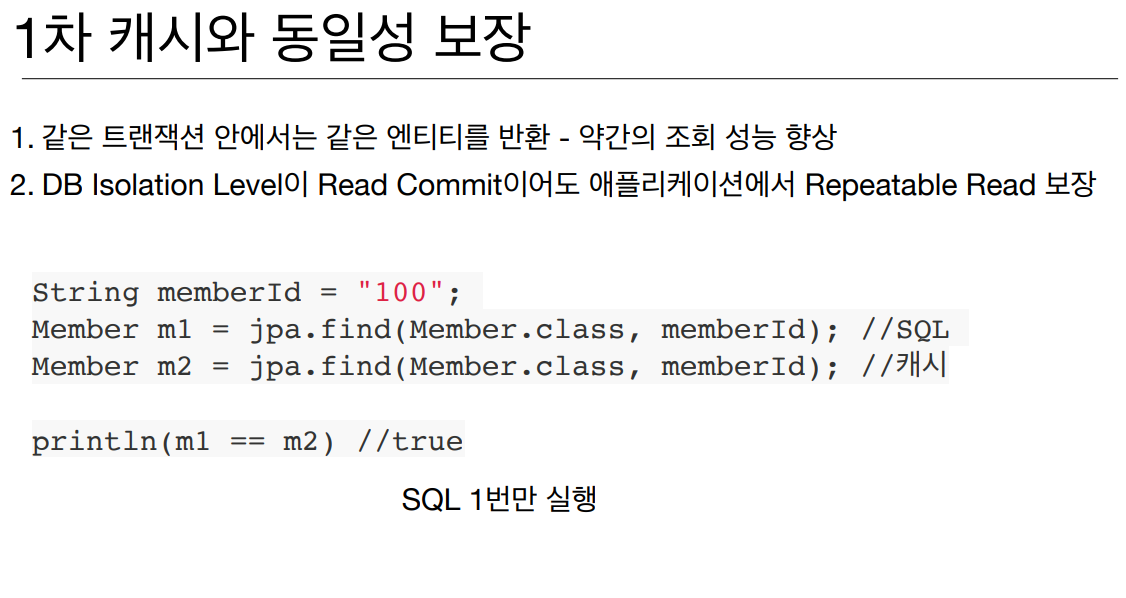 1차 캐시와 동일성 보장
1. 같은 트랜잭션 안에서는 같은 엔티티를 반환 - 약간의 조회 성능 향상
2. DB Isolation Level이 Read Commit이어도 애플리케이션에서 Repeatable Read 보장
String memberId = "100";
Member m1 = jpa.find(Member.class, memberId); //SQL
Member m2 = jpa.find(Member.class, memberId); //캐시
println(m1 == m2) //true
SQL 1번만 실행